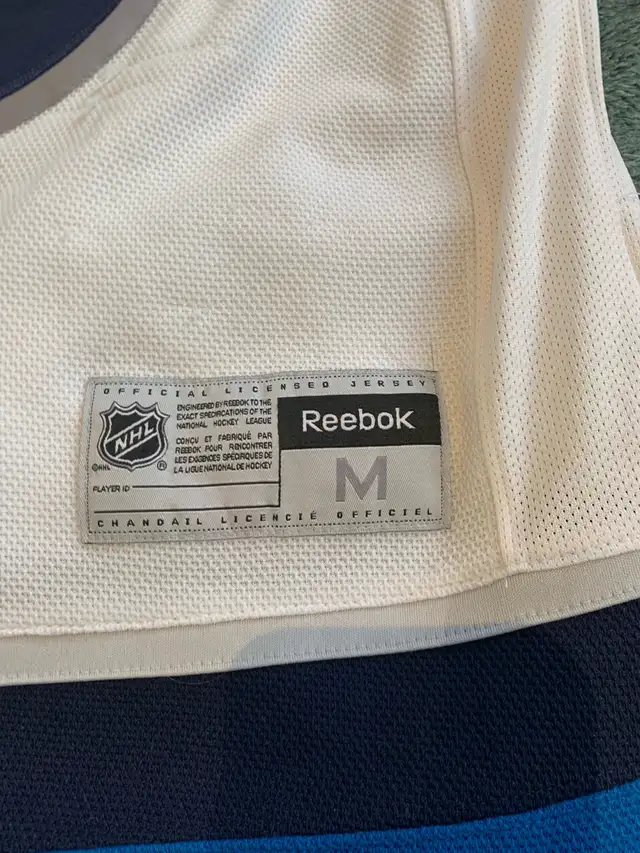 OFFICIAL LICENSED JERSEY
NHL
©NHL
®
ENGINEERED BY REEBOK TO THE
EXACT SPECIFICATIONS OF THE
NATIONAL HOCKEY LEAGUE
CONÇU ET FABRIQUÉ PAR
REEBOK POUR RENCONTRER
LES EXIGENCES SPÉCIFIQUES DE
LA LIGUE NATIONAL DE HOCKEY
PLAYER ID
Reebok
M
CHANDAIL LICENCIÉ OFFICIEL